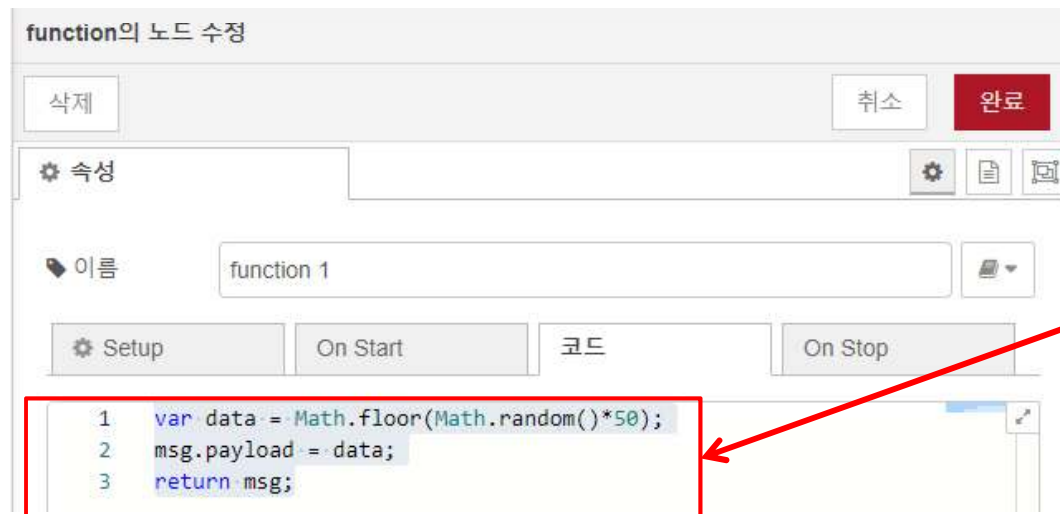 function의 노드 수정
삭제
취소
완료
속성
이름
function 1
Setup
On Start
코드
On Stop
1 var data = Math.floor(Math.random()*50);
2 msg.payload = data;
3 return msg;